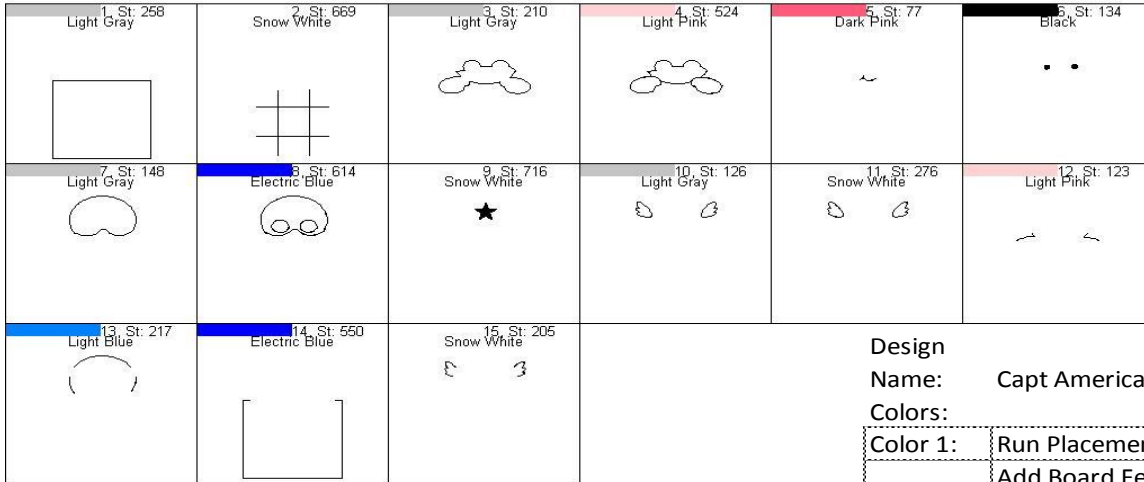 1, St: 258
Light Gray
2, St: 669
Snow White
3, St: 210
Light Gray
4, St: 524
Light Pink
5, St: 77
Dark Pink
6, St: 134
Black
7, St: 148
Light Gray
8, St: 614
Electric Blue
9, St: 716
Snow White
10, St: 126
Light Gray
11, St: 276
Snow White
12, St: 123
Light Pink
13, St: 217
Light Blue
14, St: 550
Electric Blue
15, St: 205
Snow White
Design
Name: Capt America
Colors:
Color 1: Run Placemen
Add Board Fe